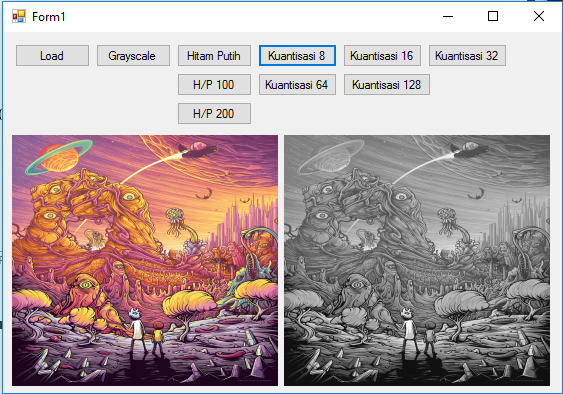 Form1
Load Grayscale Hitam Putih Kuantisasi 8 Kuantisasi 16 Kuantisasi 32
H/P 100 Kuantisasi 64 Kuantisasi 128
H/P 200